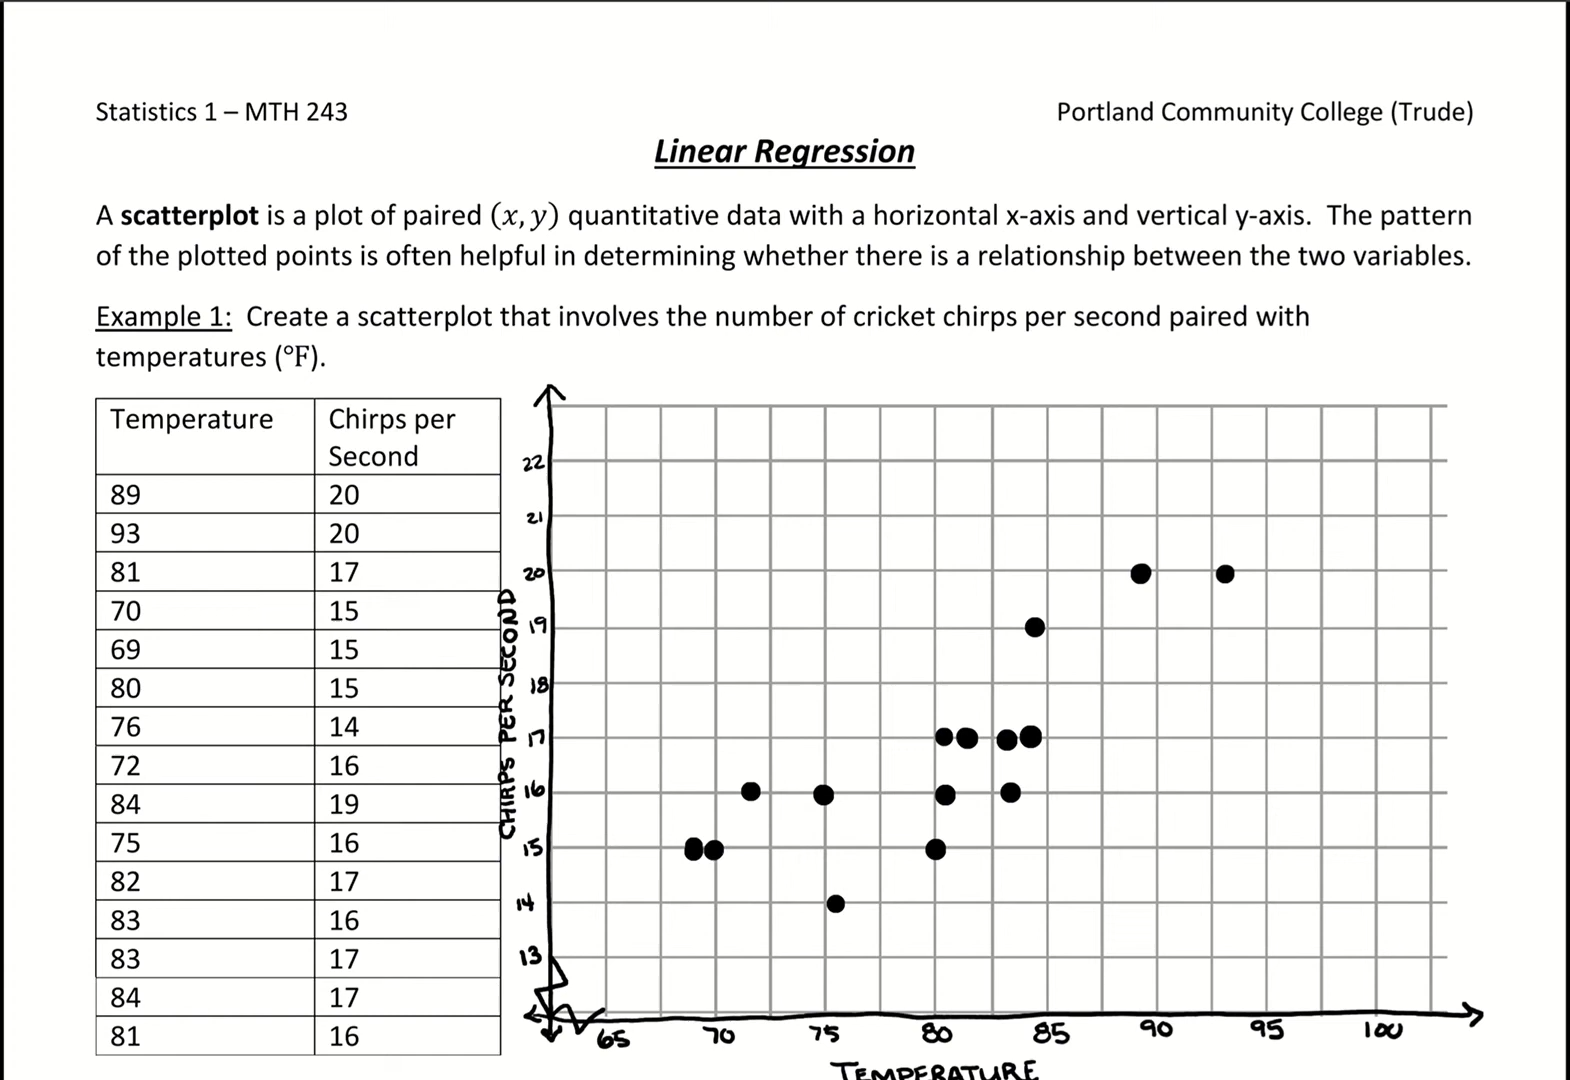 Statistics 1 – MTH 243 Portland Community College (Trude)
Linear Regression
A scatterplot is a plot of paired (x, y) quantitative data with a horizontal x-axis and vertical y-axis. The pattern
of the plotted points is often helpful in determining whether there is a relationship between the two variables.
Example 1: Create a scatterplot that involves the number of cricket chirps per second paired with
temperatures (°F).
Temperature Chirps per
Second
89 20
93 20
81 17
70 15
69 15
80 15
76 14
72 16
84 19
75 16
82 17
83 16
83 17
84 17
81 16
CHIRPS PER SECOND
22
21
20
19
18
17
16
15
14
13
65 70 75 80 85 90 95 100
TEMPERATURE